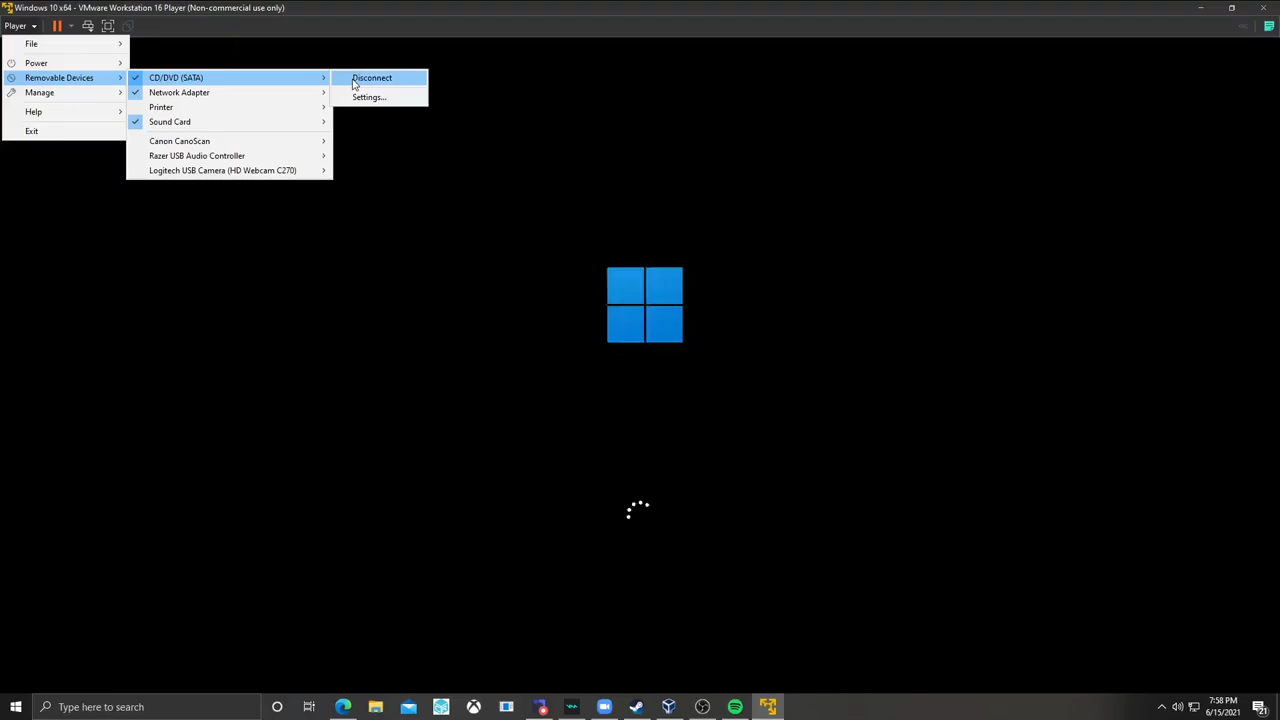 Windows 10 x64 - VMware Workstation 16 Player (Non-commercial use only)
Player
File
Power
Removable Devices
Manage
Help
Exit
CD/DVD (SATA)
Network Adapter
Printer
Sound Card
Canon CanoScan
Razer USB Audio Controller
Logitech USB Camera (HD Webcam C270)
Disconnect
Settings...
Type here to search
7:58 PM
6/15/2021
21